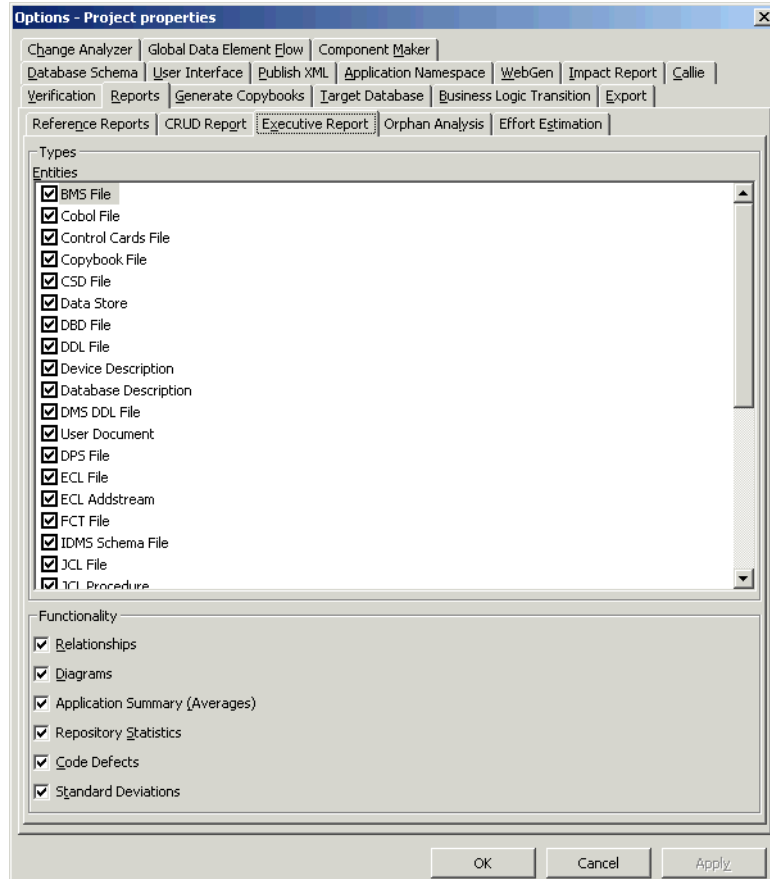 Options - Project properties
Change Analyzer Global Data Element Flow Component Maker
Database Schema User Interface Publish XML Application Namespace WebGen Impact Report Callie
Verification Reports Generate Copybooks Target Database Business Logic Transition Export
Reference Reports CRUD Report Executive Report Orphan Analysis Effort Estimation
Types
Entities
BMS File
Cobol File
Control Cards File
Copybook File
CSD File
Data Store
DBD File
DDL File
Device Description
Database Description
DMS DDL File
User Document
DPS File
ECL File
ECL Addstream
FCT File
IDMS Schema File
JCL File
JCL Procedure
Functionality
Relationships
Diagrams
Application Summary (Averages)
Repository Statistics
Code Defects
Standard Deviations
OK Cancel Apply